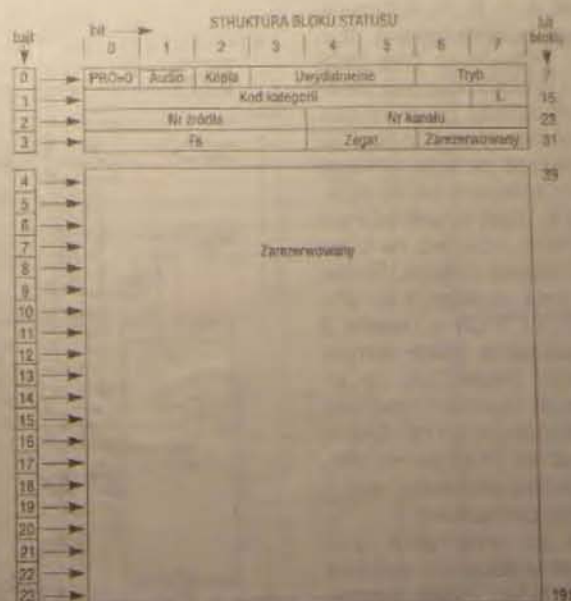 STRUKTURA BLOKU STATUSU
bajt bit bit bloku
0 1 2 3 4 5 6 7
0 PRO=0 Audio Kopia Uwydatnienie Tryb 7
1 Kod kategorii L 15
2 Nr źródła Nr kanału 23
3 Fs Zegar Zarezerwowany 31
4 39
5
6
7 Zarezerwowany
8
9
10
11
12
13
14
15
16
17
18
19
20
21
22
23 191